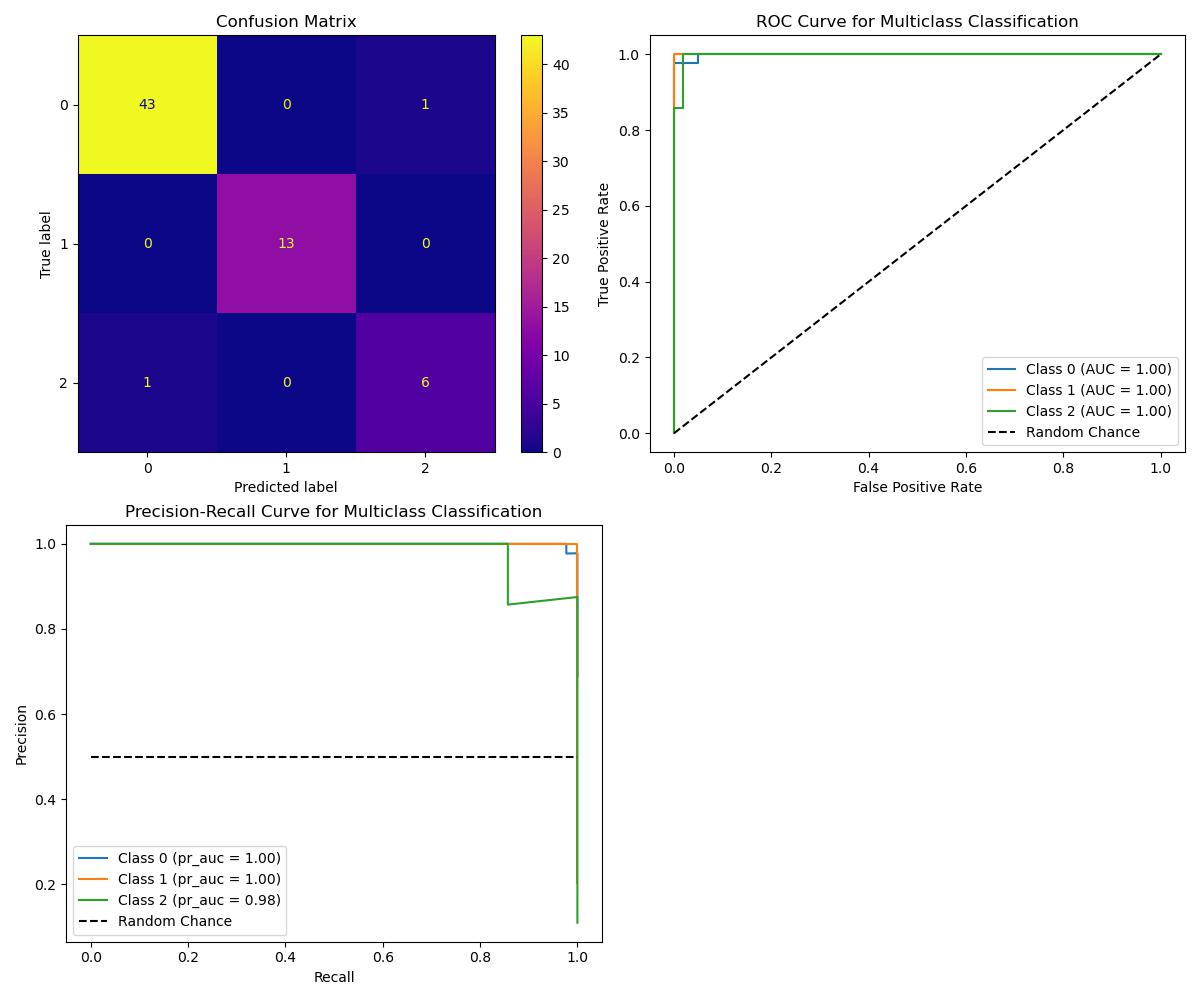 Confusion Matrix
True label
0
1
2
43
0
1
0
13
0
1
0
6
0
1
2
Predicted label
40
35
30
25
20
15
10
5
0
ROC Curve for Multiclass Classification
True Positive Rate
1.0
0.8
0.6
0.4
0.2
0.0
0.0
0.2
0.4
0.6
0.8
1.0
False Positive Rate
Class 0 (AUC = 1.00)
Class 1 (AUC = 1.00)
Class 2 (AUC = 1.00)
Random Chance
Precision-Recall Curve for Multiclass Classification
Precision
1.0
0.8
0.6
0.4
0.2
0.0
0.2
0.4
0.6
0.8
1.0
Recall
Class 0 (pr_auc = 1.00)
Class 1 (pr_auc = 1.00)
Class 2 (pr_auc = 0.98)
Random Chance